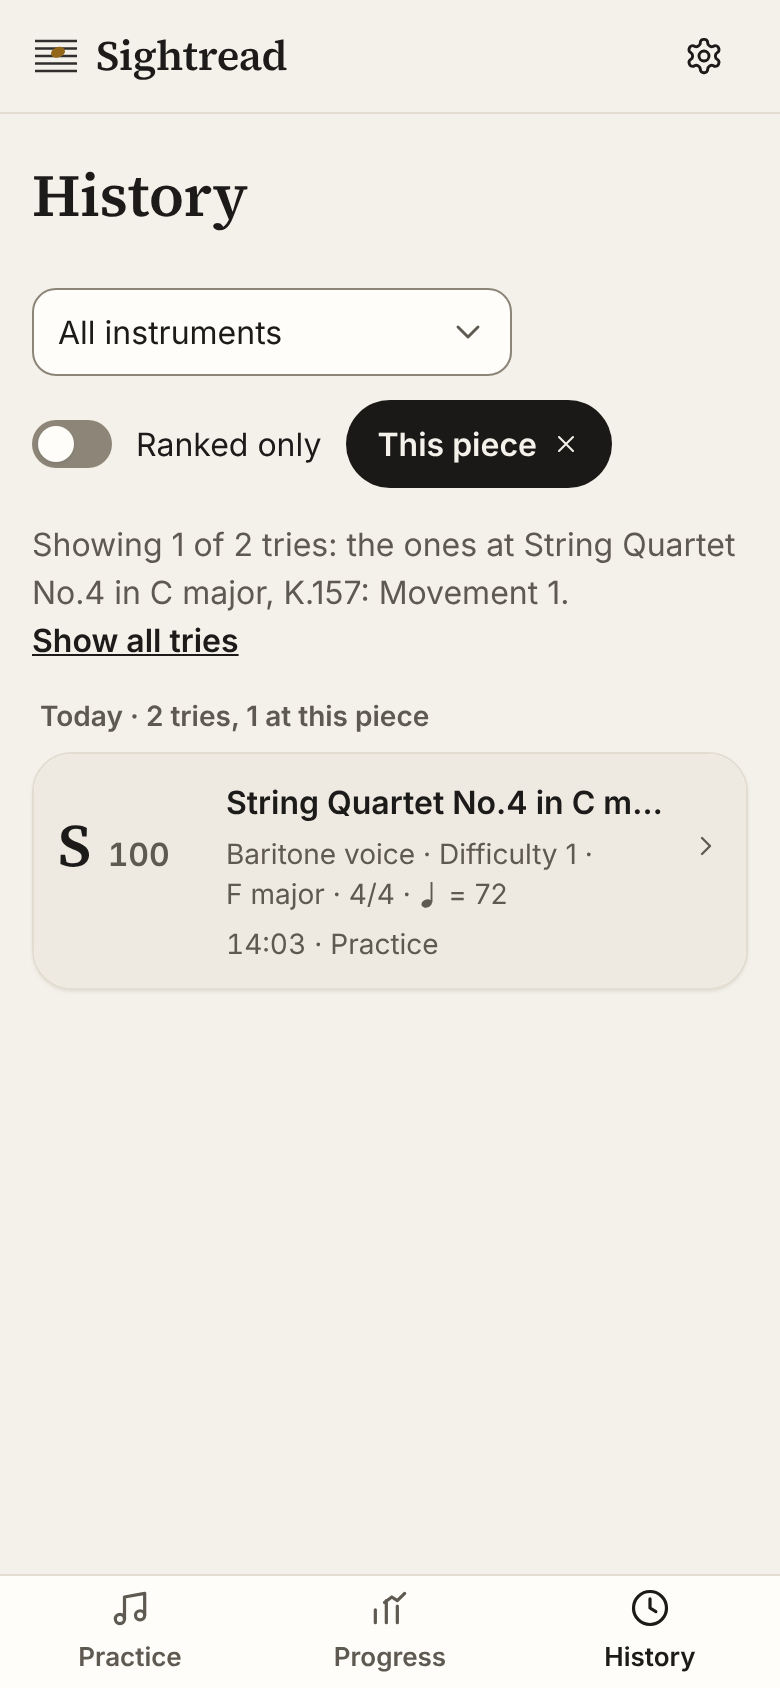 Sightread
History
All instruments
Ranked only
This piece ×
Showing 1 of 2 tries: the ones at String Quartet
No.4 in C major, K.157: Movement 1.
Show all tries
Today · 2 tries, 1 at this piece
String Quartet No.4 in C m…
S 100
Baritone voice · Difficulty 1 ·
F major · 4/4 · ♩ = 72
14:03 · Practice
Practice
Progress
History